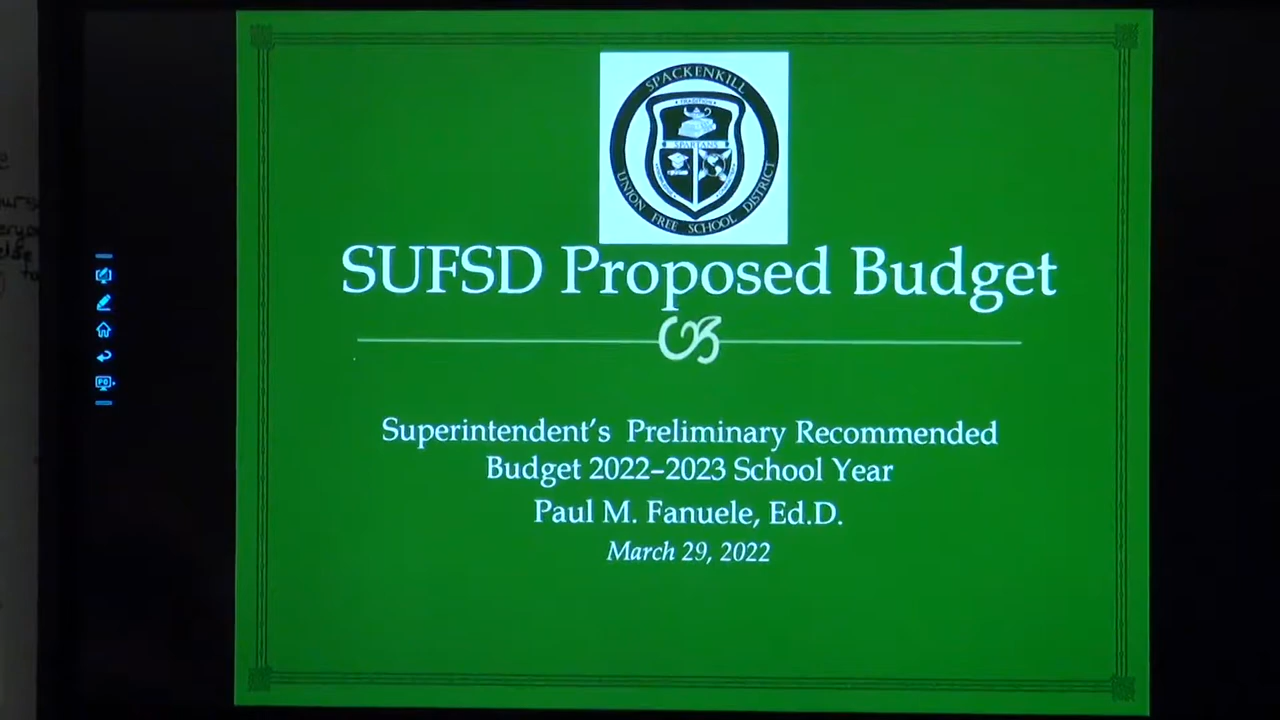 SPACKENKILL
TRADITION
SPARTANS
UNION FREE SCHOOL DISTRICT
SUFSD Proposed Budget
Superintendent's Preliminary Recommended
Budget 2022–2023 School Year
Paul M. Fanuele, Ed.D.
March 29, 2022